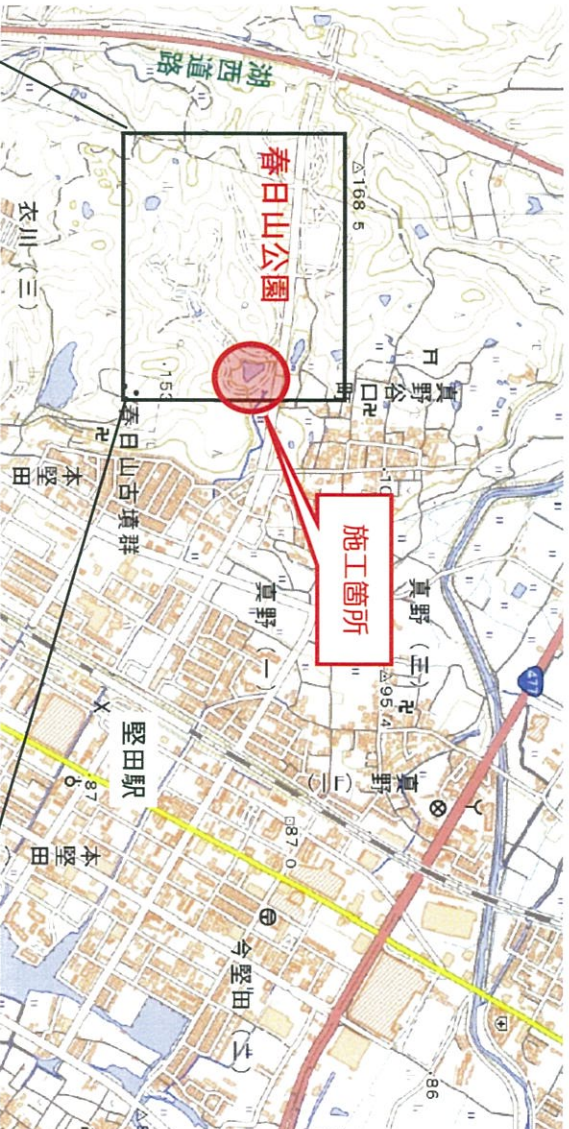 湖西道路
168.5
春日山公園
衣川（三）
春日山古墳群
本堅田
真野谷口町
施工箇所
真野（一）
真野（三）
95.4
真野（二）
477
堅田駅
87
87.0
本堅田
今堅田（二）
86